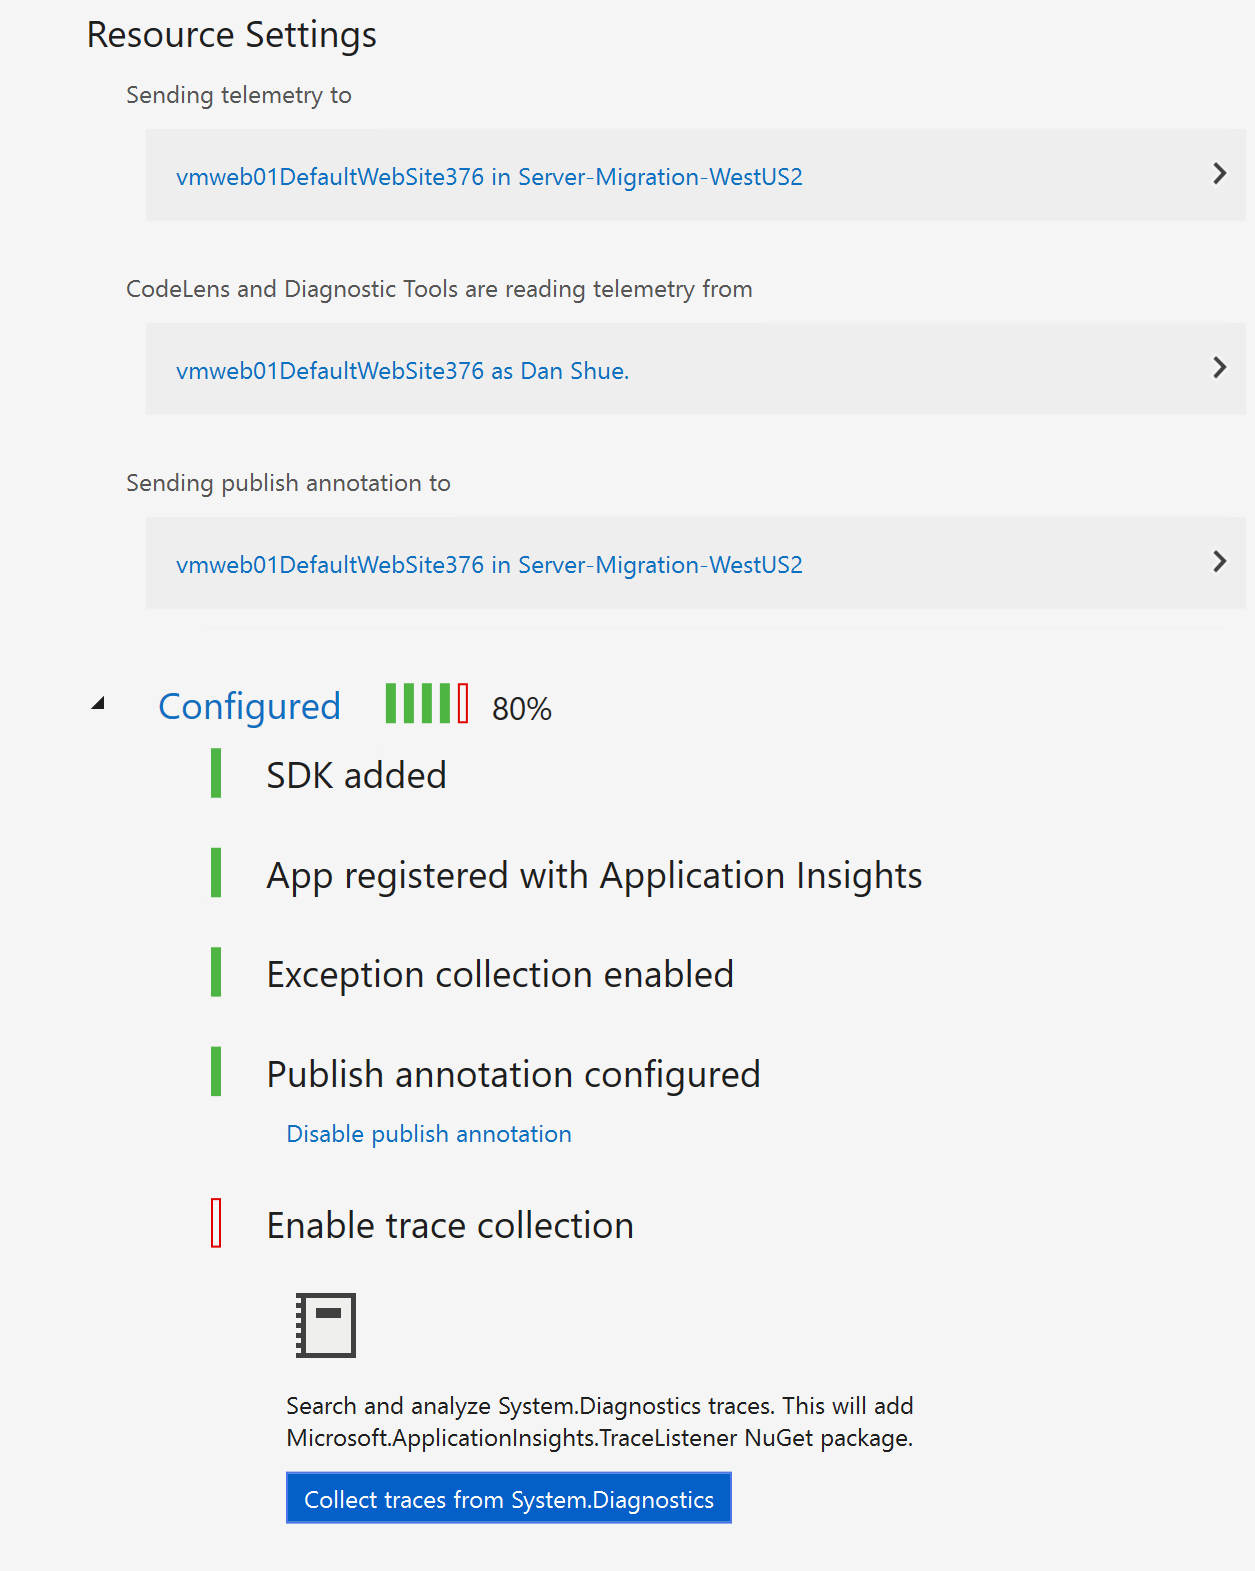 Resource Settings
Sending telemetry to
vmweb01DefaultWebSite376 in Server-Migration-WestUS2
CodeLens and Diagnostic Tools are reading telemetry from
vmweb01DefaultWebSite376 as Dan Shue.
Sending publish annotation to
vmweb01DefaultWebSite376 in Server-Migration-WestUS2
Configured 80%
SDK added
App registered with Application Insights
Exception collection enabled
Publish annotation configured
Disable publish annotation
Enable trace collection
Search and analyze System.Diagnostics traces. This will add
Microsoft.ApplicationInsights.TraceListener NuGet package.
Collect traces from System.Diagnostics